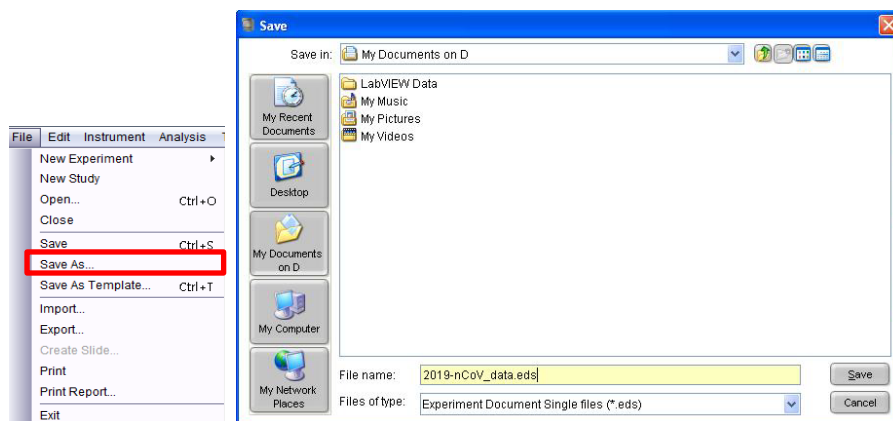 File Edit Instrument Analysis
New Experiment
New Study
Open... Ctrl+O
Close
Save Ctrl+S
Save As...
Save As Template... Ctrl+T
Import...
Export...
Create Slide...
Print
Print Report...
Exit
Save
Save in: My Documents on D
My Recent
Documents
Desktop
My Documents
on D
My Computer
My Network
Places
LabVIEW Data
My Music
My Pictures
My Videos
File name: 2019-nCoV_data.eds
Save
Files of type: Experiment Document Single files (*.eds)
Cancel